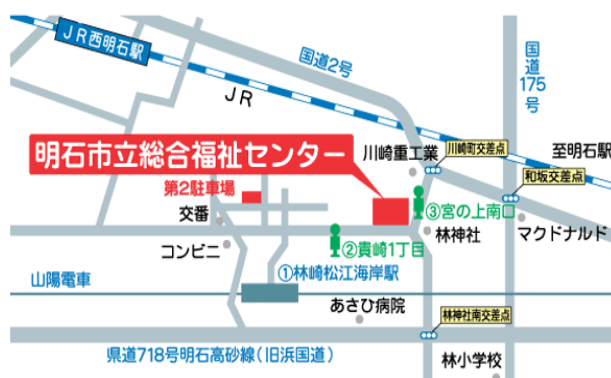 JR西明石駅
国道2号
国道
175
号
JR
明石市立総合福祉センター
川崎重工業
川崎町交差点
至明石駅
和坂交差点
第2駐車場
③宮の上南口
交番
林神社
マクドナルド
コンビニ
②貴崎1丁目
山陽電車
①林崎松江海岸駅
あさひ病院
林神社南交差点
県道718号明石高砂線(旧浜国道)
林小学校